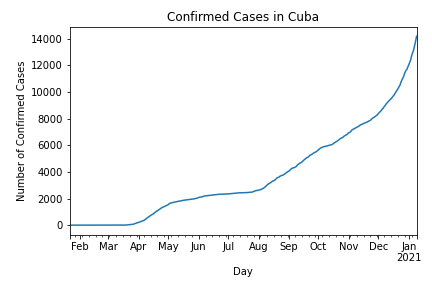 Confirmed Cases in Cuba
Number of Confirmed Cases
14000
12000
10000
8000
6000
4000
2000
0
Feb Mar Apr May Jun Jul Aug Sep Oct Nov Dec Jan
2021
Day